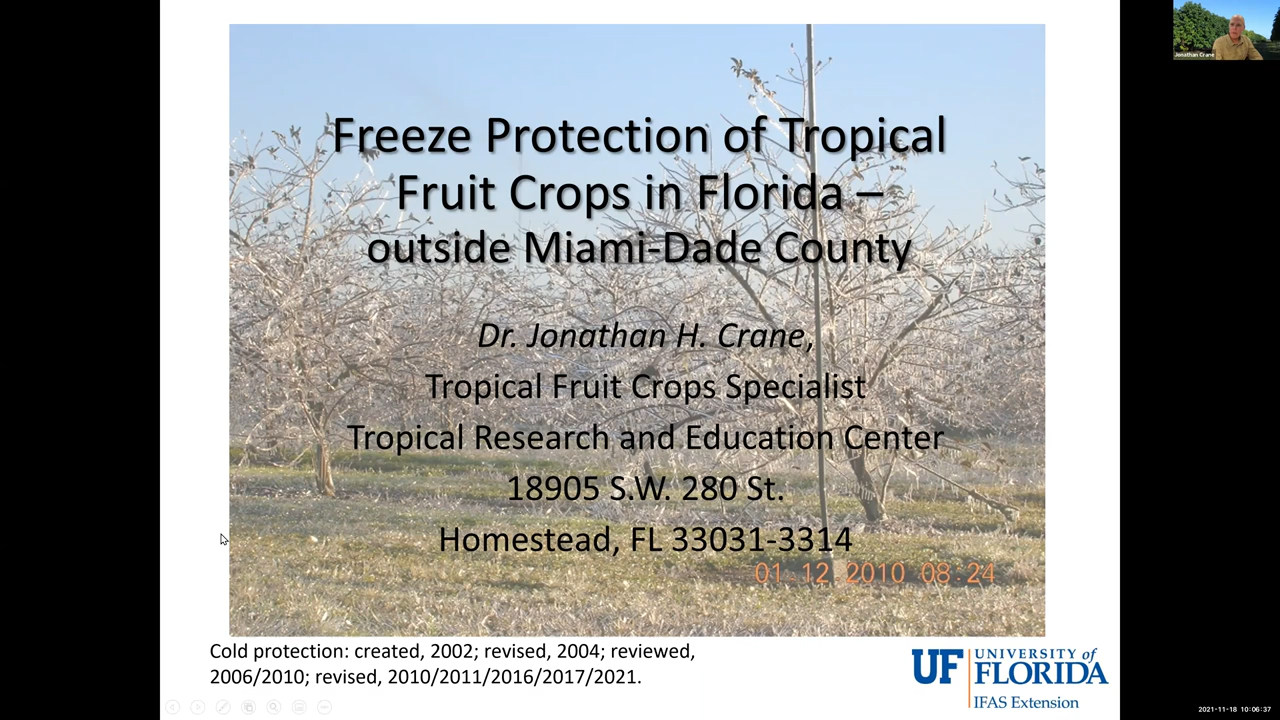 Jonathan Crane
Freeze Protection of Tropical
Fruit Crops in Florida –
outside Miami-Dade County
Dr. Jonathan H. Crane,
Tropical Fruit Crops Specialist
Tropical Research and Education Center
18905 S.W. 280 St.
Homestead, FL 33031-3314
01-12-2010 08:24
Cold protection: created, 2002; revised, 2004; reviewed,
2006/2010; revised, 2010/2011/2016/2017/2021.
UF UNIVERSITY of
FLORIDA
IFAS Extension
2021-11-18 10:06:37